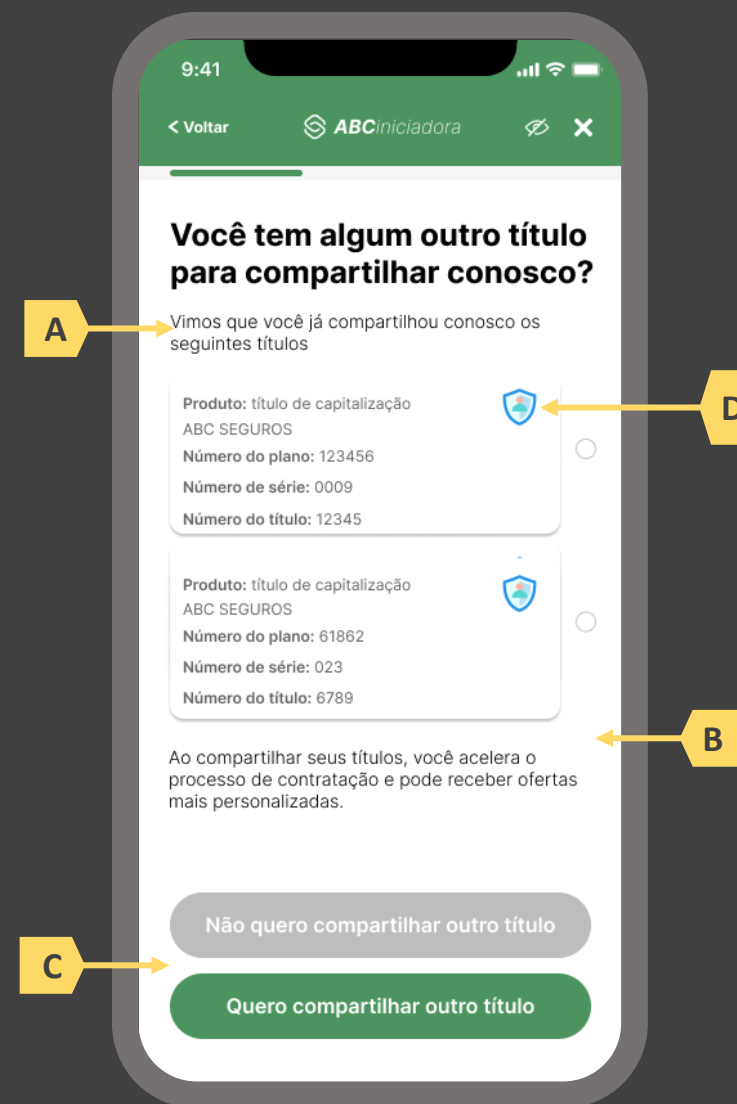 9:41
< Voltar
ABCiniciadora
Você tem algum outro título
para compartilhar conosco?
A
Vimos que você já compartilhou conosco os
seguintes títulos
D
Produto: título de capitalização
ABC SEGUROS
Número do plano: 123456
Número de série: 0009
Número do título: 12345
Produto: título de capitalização
ABC SEGUROS
Número do plano: 61862
Número de série: 023
Número do título: 6789
B
Ao compartilhar seus títulos, você acelera o
processo de contratação e pode receber ofertas
mais personalizadas.
Não quero compartilhar outro título
C
Quero compartilhar outro título